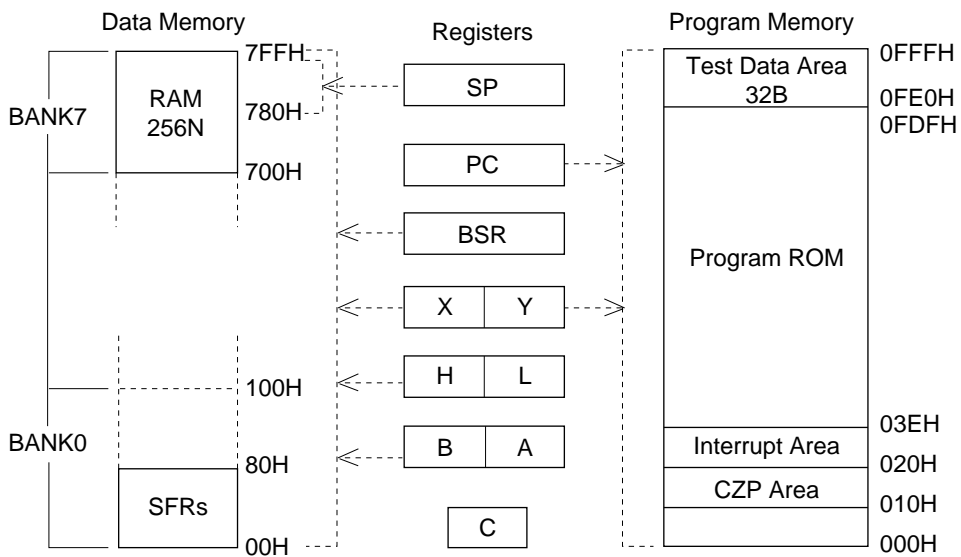 Data Memory
7FFH
RAM
256N
780H
BANK7
700H
100H
BANK0
80H
SFRs
00H
Registers
SP
PC
BSR
X Y
H L
B A
C
Program Memory
0FFFH
Test Data Area
32B
0FE0H
0FDFH
Program ROM
03EH
Interrupt Area
020H
CZP Area
010H
000H